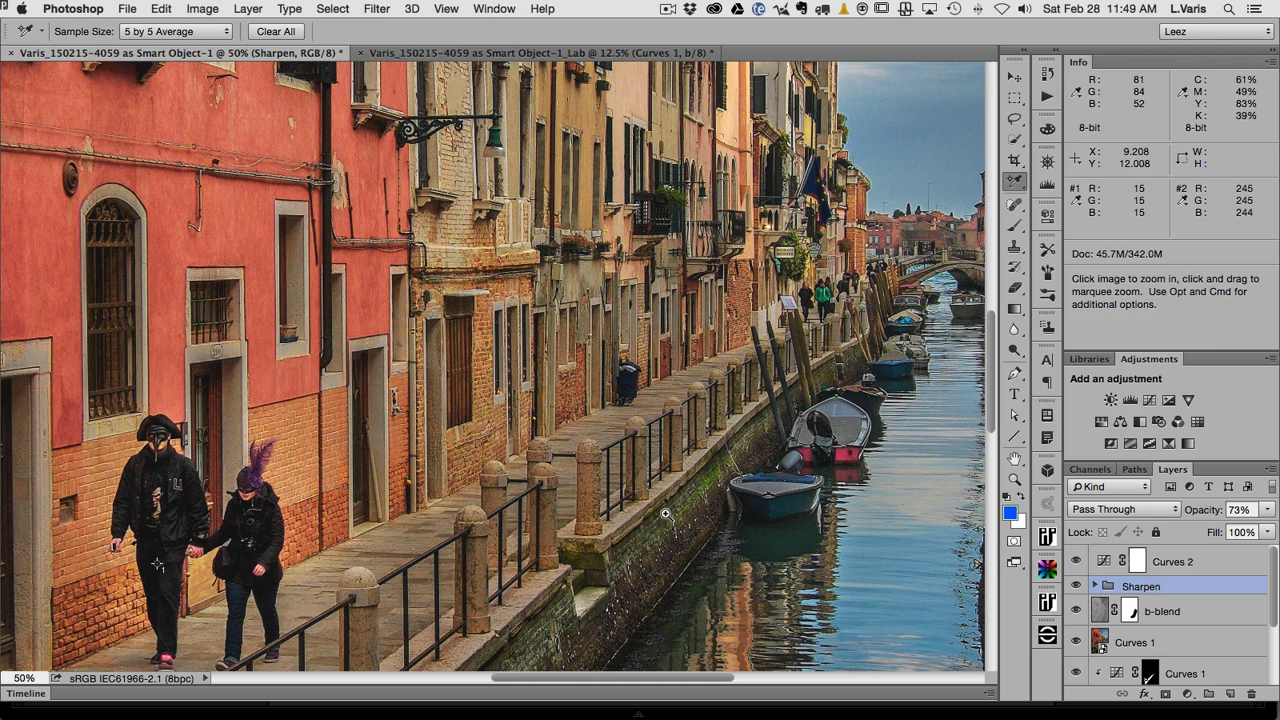 Photoshop File Edit Image Layer Type Select Filter 3D View Window Help Sat Feb 28 11:49 AM L.Varis
Sample Size: 5 by 5 Average Clear All Leez
Varis_150215-4059 as Smart Object-1 @ 50% (Sharpen, RGB/8) * Varis_150215-4059 as Smart Object-1_Lab @ 12.5% (Curves 1, b/8) *
Info
R: 81 C: 61%
G: 84 M: 49%
B: 52 Y: 83%
K: 39%
8-bit 8-bit
X: 9.208 W:
Y: 12.008 H:
#1 R: 15 #2 R: 245
G: 15 G: 245
B: 15 B: 244
Doc: 45.7M/342.0M
Click image to zoom in, click and drag to
marquee zoom. Use Opt and Cmd for
additional options.
Libraries Adjustments
Add an adjustment
Channels Paths Layers
Kind
Pass Through Opacity: 73%
Lock: Fill: 100%
Curves 2
Sharpen
b-blend
Curves 1
Curves 1
50% sRGB IEC61966-2.1 (8bpc)
Timeline